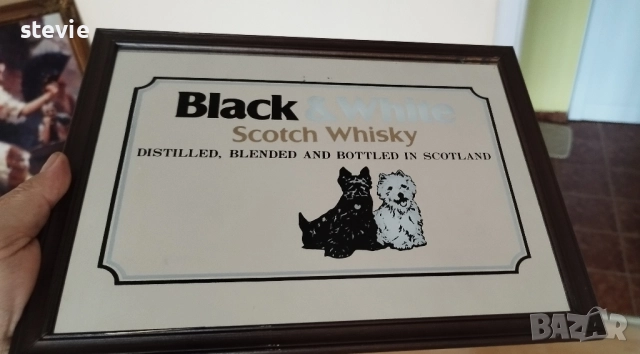 stevie
Black & White
Scotch Whisky
DISTILLED, BLENDED AND BOTTLED IN SCOTLAND
BAZAR